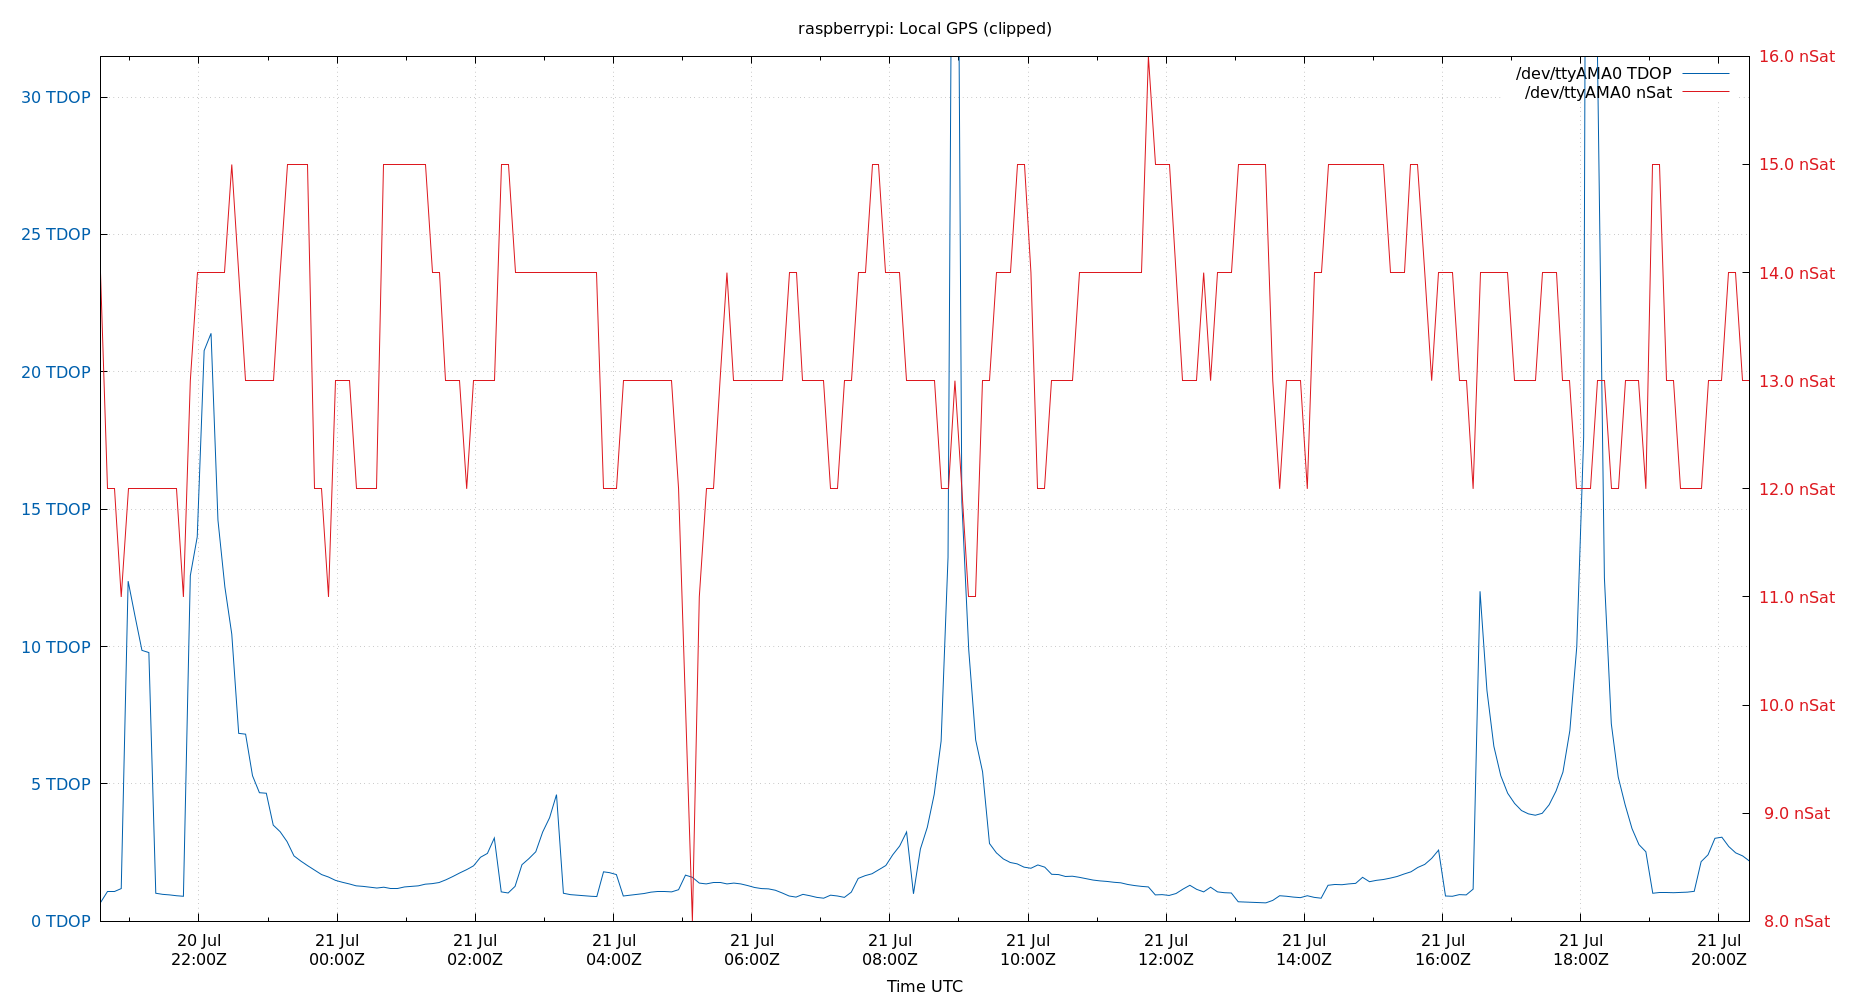 raspberrypi: Local GPS (clipped)
/dev/ttyAMA0 TDOP
/dev/ttyAMA0 nSat
30 TDOP
25 TDOP
20 TDOP
15 TDOP
10 TDOP
5 TDOP
0 TDOP
16.0 nSat
15.0 nSat
14.0 nSat
13.0 nSat
12.0 nSat
11.0 nSat
10.0 nSat
9.0 nSat
8.0 nSat
20 Jul
22:00Z
21 Jul
00:00Z
21 Jul
02:00Z
21 Jul
04:00Z
21 Jul
06:00Z
21 Jul
08:00Z
21 Jul
10:00Z
21 Jul
12:00Z
21 Jul
14:00Z
21 Jul
16:00Z
21 Jul
18:00Z
21 Jul
20:00Z
Time UTC